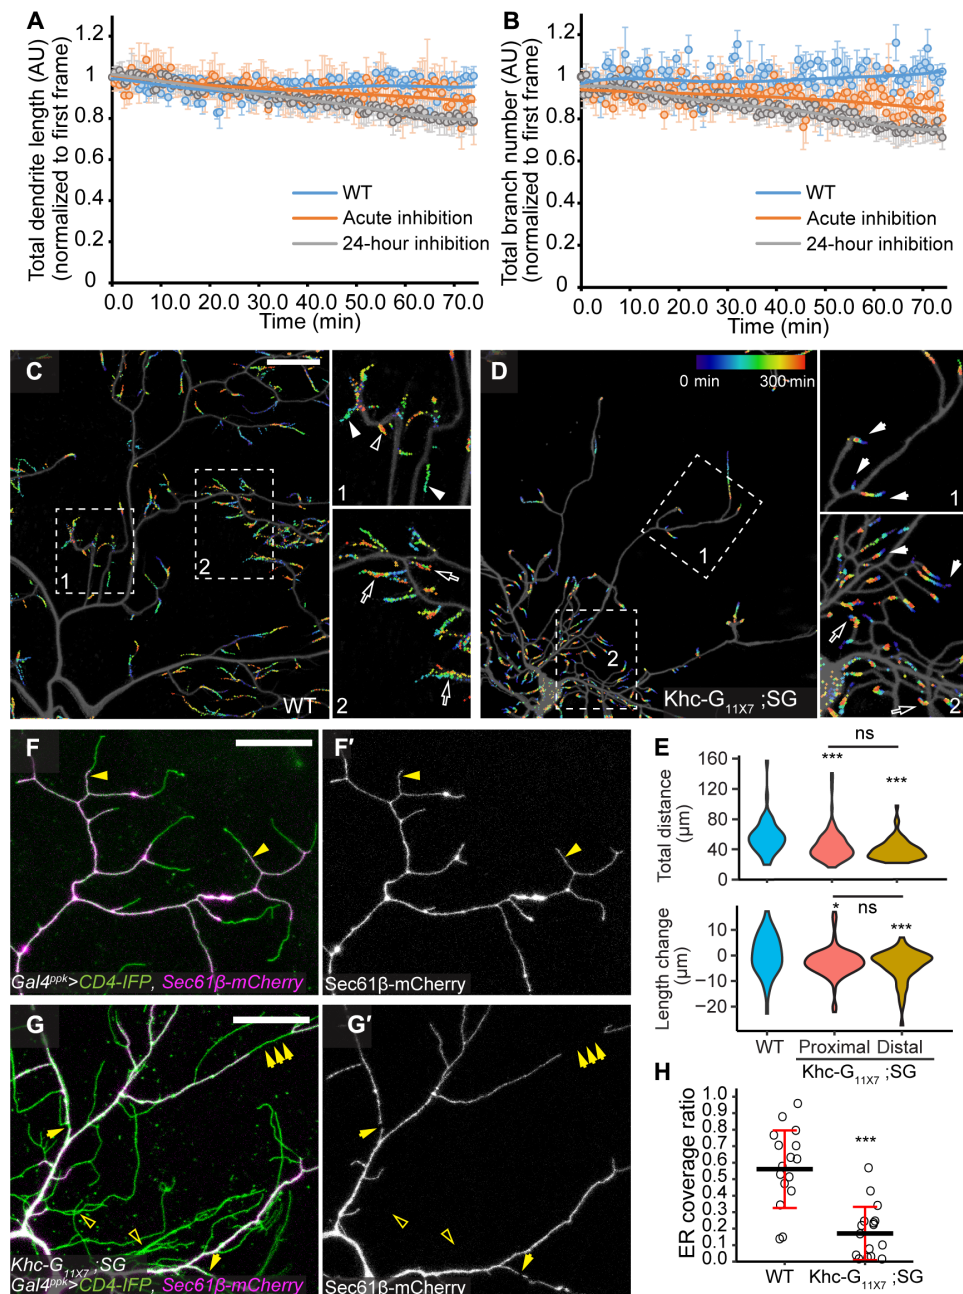 A
Total dendrite length (AU)
(normalized to first frame)
1.2
1
0.8
0.6
0.4
0.2
0
0.0 10.0 20.0 30.0 40.0 50.0 60.0 70.0
Time (min)
WT
Acute inhibition
24-hour inhibition
B
Total branch number (AU)
(normalized to first frame)
1.2
1
0.8
0.6
0.4
0.2
0
0.0 10.0 20.0 30.0 40.0 50.0 60.0 70.0
Time (min)
WT
Acute inhibition
24-hour inhibition
C
1
2
WT
1
2
D
0 min 300 min
1
2
Khc-G11X7 ;SG
1
2
E
ns
Total distance
(µm)
160
120
80
40
0
***
***
ns
Length change
(µm)
10
0
−10
−20
*
***
WT Proximal Distal
Khc-G11X7 ;SG
F
Gal4ppk>CD4-IFP, Sec61β-mCherry
F′
Sec61β-mCherry
G
Khc-G11X7 ;SG
Gal4ppk>CD4-IFP, Sec61β-mCherry
G′
Sec61β-mCherry
H
ER coverage ratio
1.0
0.9
0.8
0.7
0.6
0.5
0.4
0.3
0.2
0.1
0.0
***
WT Khc-G11X7 ;SG